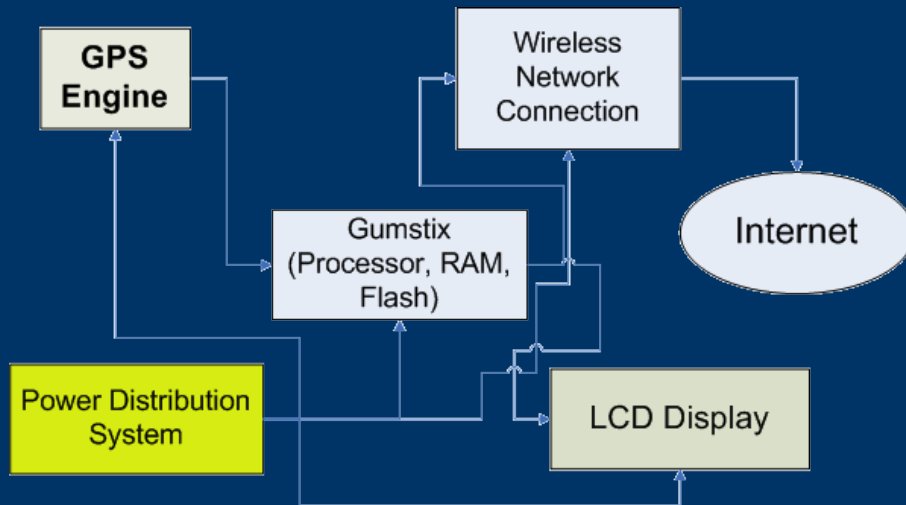 GPS
Engine
Wireless
Network
Connection
Gumstix
(Processor, RAM,
Flash)
Internet
Power Distribution
System
LCD Display